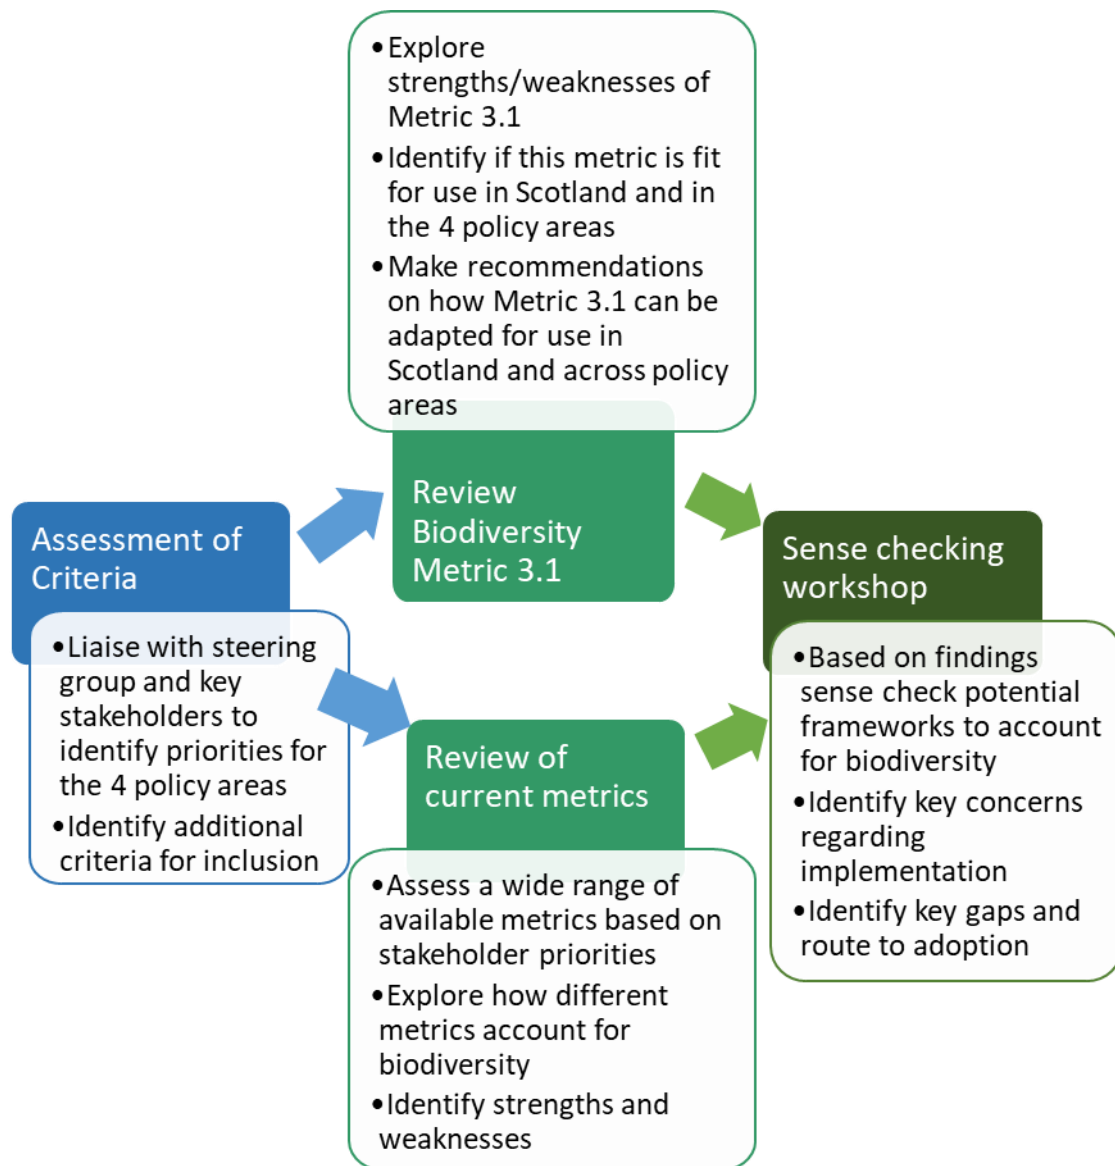 •Explore
strengths/weaknesses of
Metric 3.1
•Identify if this metric is fit
for use in Scotland and in
the 4 policy areas
•Make recommendations
on how Metric 3.1 can be
adapted for use in
Scotland and across policy
areas
Review
Biodiversity
Metric 3.1
Assessment of
Criteria
•Liaise with steering
group and key
stakeholders to
identify priorities for
the 4 policy areas
•Identify additional
criteria for inclusion
Review of
current metrics
•Assess a wide range of
available metrics based on
stakeholder priorities
•Explore how different
metrics account for
biodiversity
•Identify strengths and
weaknesses
Sense checking
workshop
•Based on findings
sense check potential
frameworks to account
for biodiversity
•Identify key concerns
regarding
implementation
•Identify key gaps and
route to adoption